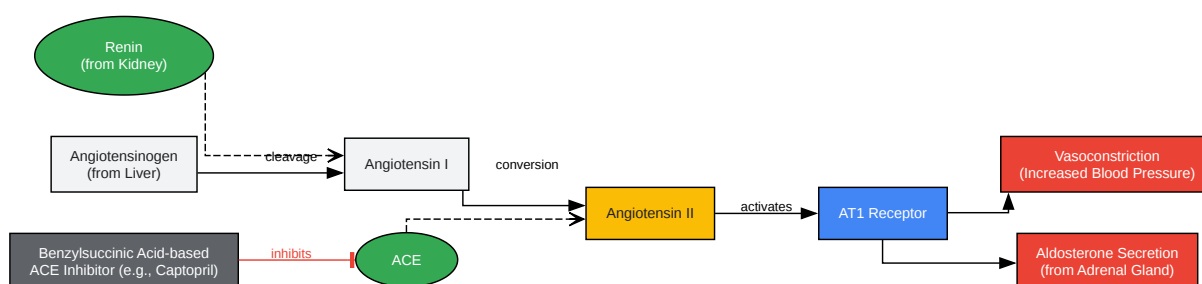 Renin
(from Kidney)
Angiotensinogen
(from Liver)
cleavage
Angiotensin I
conversion
Angiotensin II
activates
AT1 Receptor
Vasoconstriction
(Increased Blood Pressure)
Benzylsuccinic Acid-based
ACE Inhibitor (e.g., Captopril)
inhibits
ACE
Aldosterone Secretion
(from Adrenal Gland)